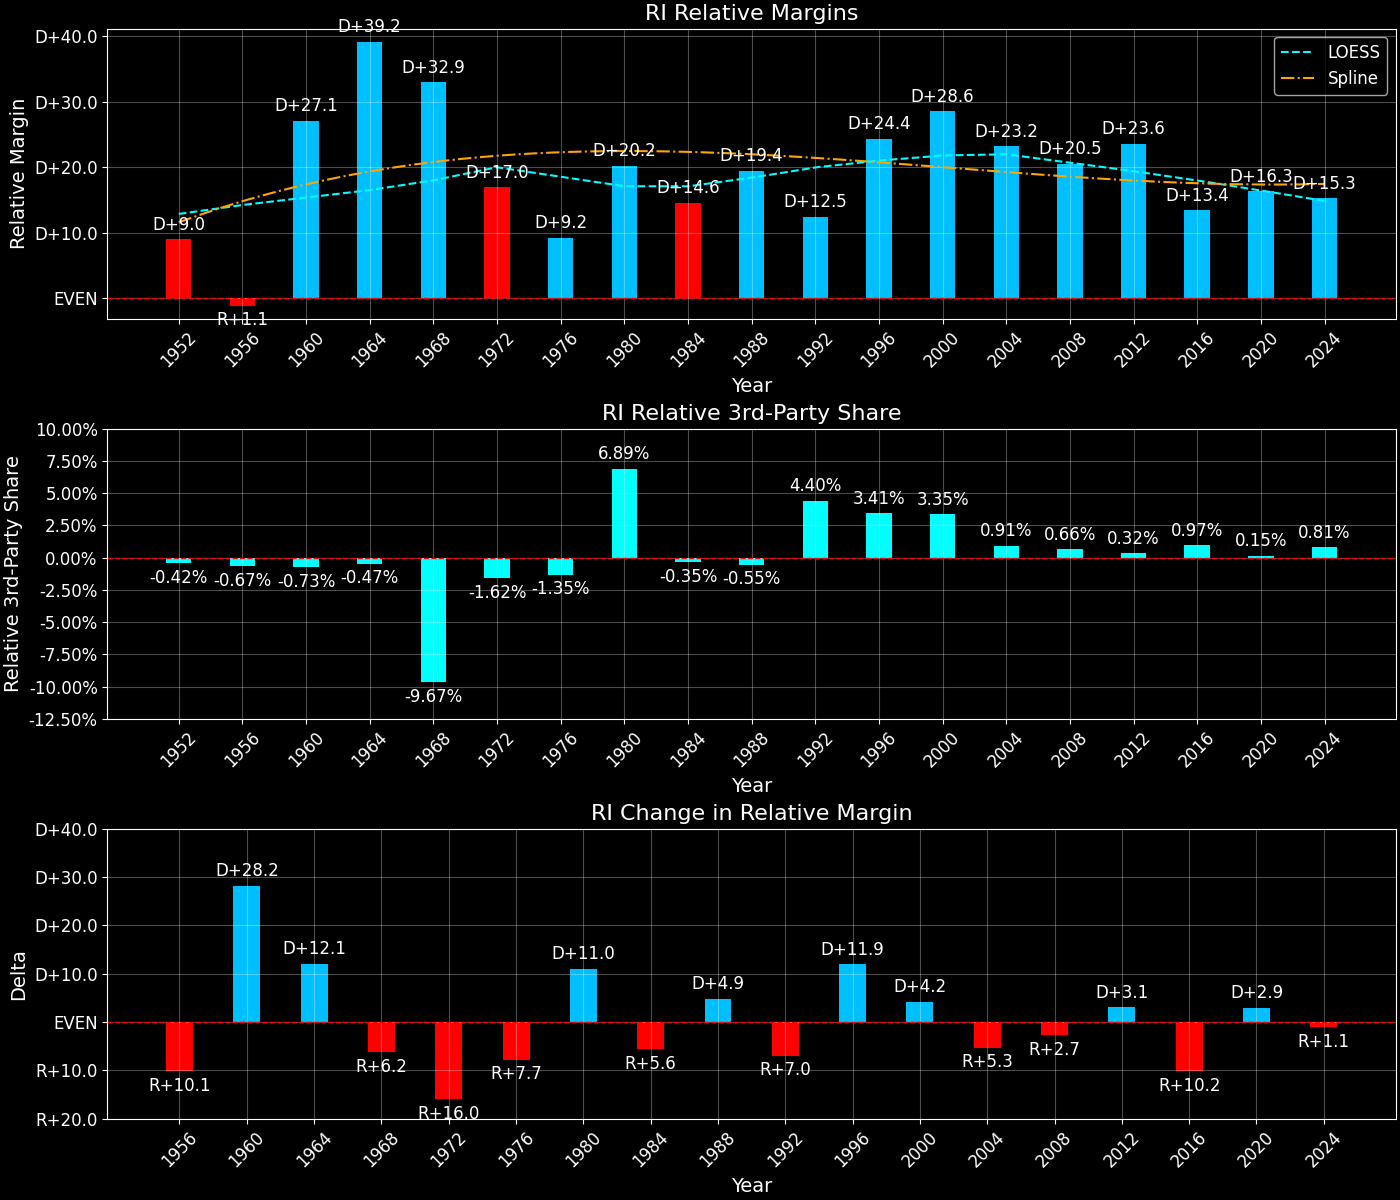 RI Relative Margins
Relative Margin
D+40.0
D+30.0
D+20.0
D+10.0
EVEN
LOESS
Spline
D+9.0
R+1.1
D+27.1
D+39.2
D+32.9
D+17.0
D+9.2
D+20.2
D+14.6
D+19.4
D+12.5
D+24.4
D+28.6
D+23.2
D+20.5
D+23.6
D+13.4
D+16.3
D+15.3
1952
1956
1960
1964
1968
1972
1976
1980
1984
1988
1992
1996
2000
2004
2008
2012
2016
2020
2024
Year
RI Relative 3rd-Party Share
Relative 3rd-Party Share
10.00%
7.50%
5.00%
2.50%
0.00%
-2.50%
-5.00%
-7.50%
-10.00%
-12.50%
-0.42%
-0.67%
-0.73%
-0.47%
-9.67%
-1.62%
-1.35%
6.89%
-0.35%
-0.55%
4.40%
3.41%
3.35%
0.91%
0.66%
0.32%
0.97%
0.15%
0.81%
1952
1956
1960
1964
1968
1972
1976
1980
1984
1988
1992
1996
2000
2004
2008
2012
2016
2020
2024
Year
RI Change in Relative Margin
Delta
D+40.0
D+30.0
D+20.0
D+10.0
EVEN
R+10.0
R+20.0
R+10.1
D+28.2
D+12.1
R+6.2
R+16.0
R+7.7
D+11.0
R+5.6
D+4.9
R+7.0
D+11.9
D+4.2
R+5.3
R+2.7
D+3.1
R+10.2
D+2.9
R+1.1
1956
1960
1964
1968
1972
1976
1980
1984
1988
1992
1996
2000
2004
2008
2012
2016
2020
2024
Year